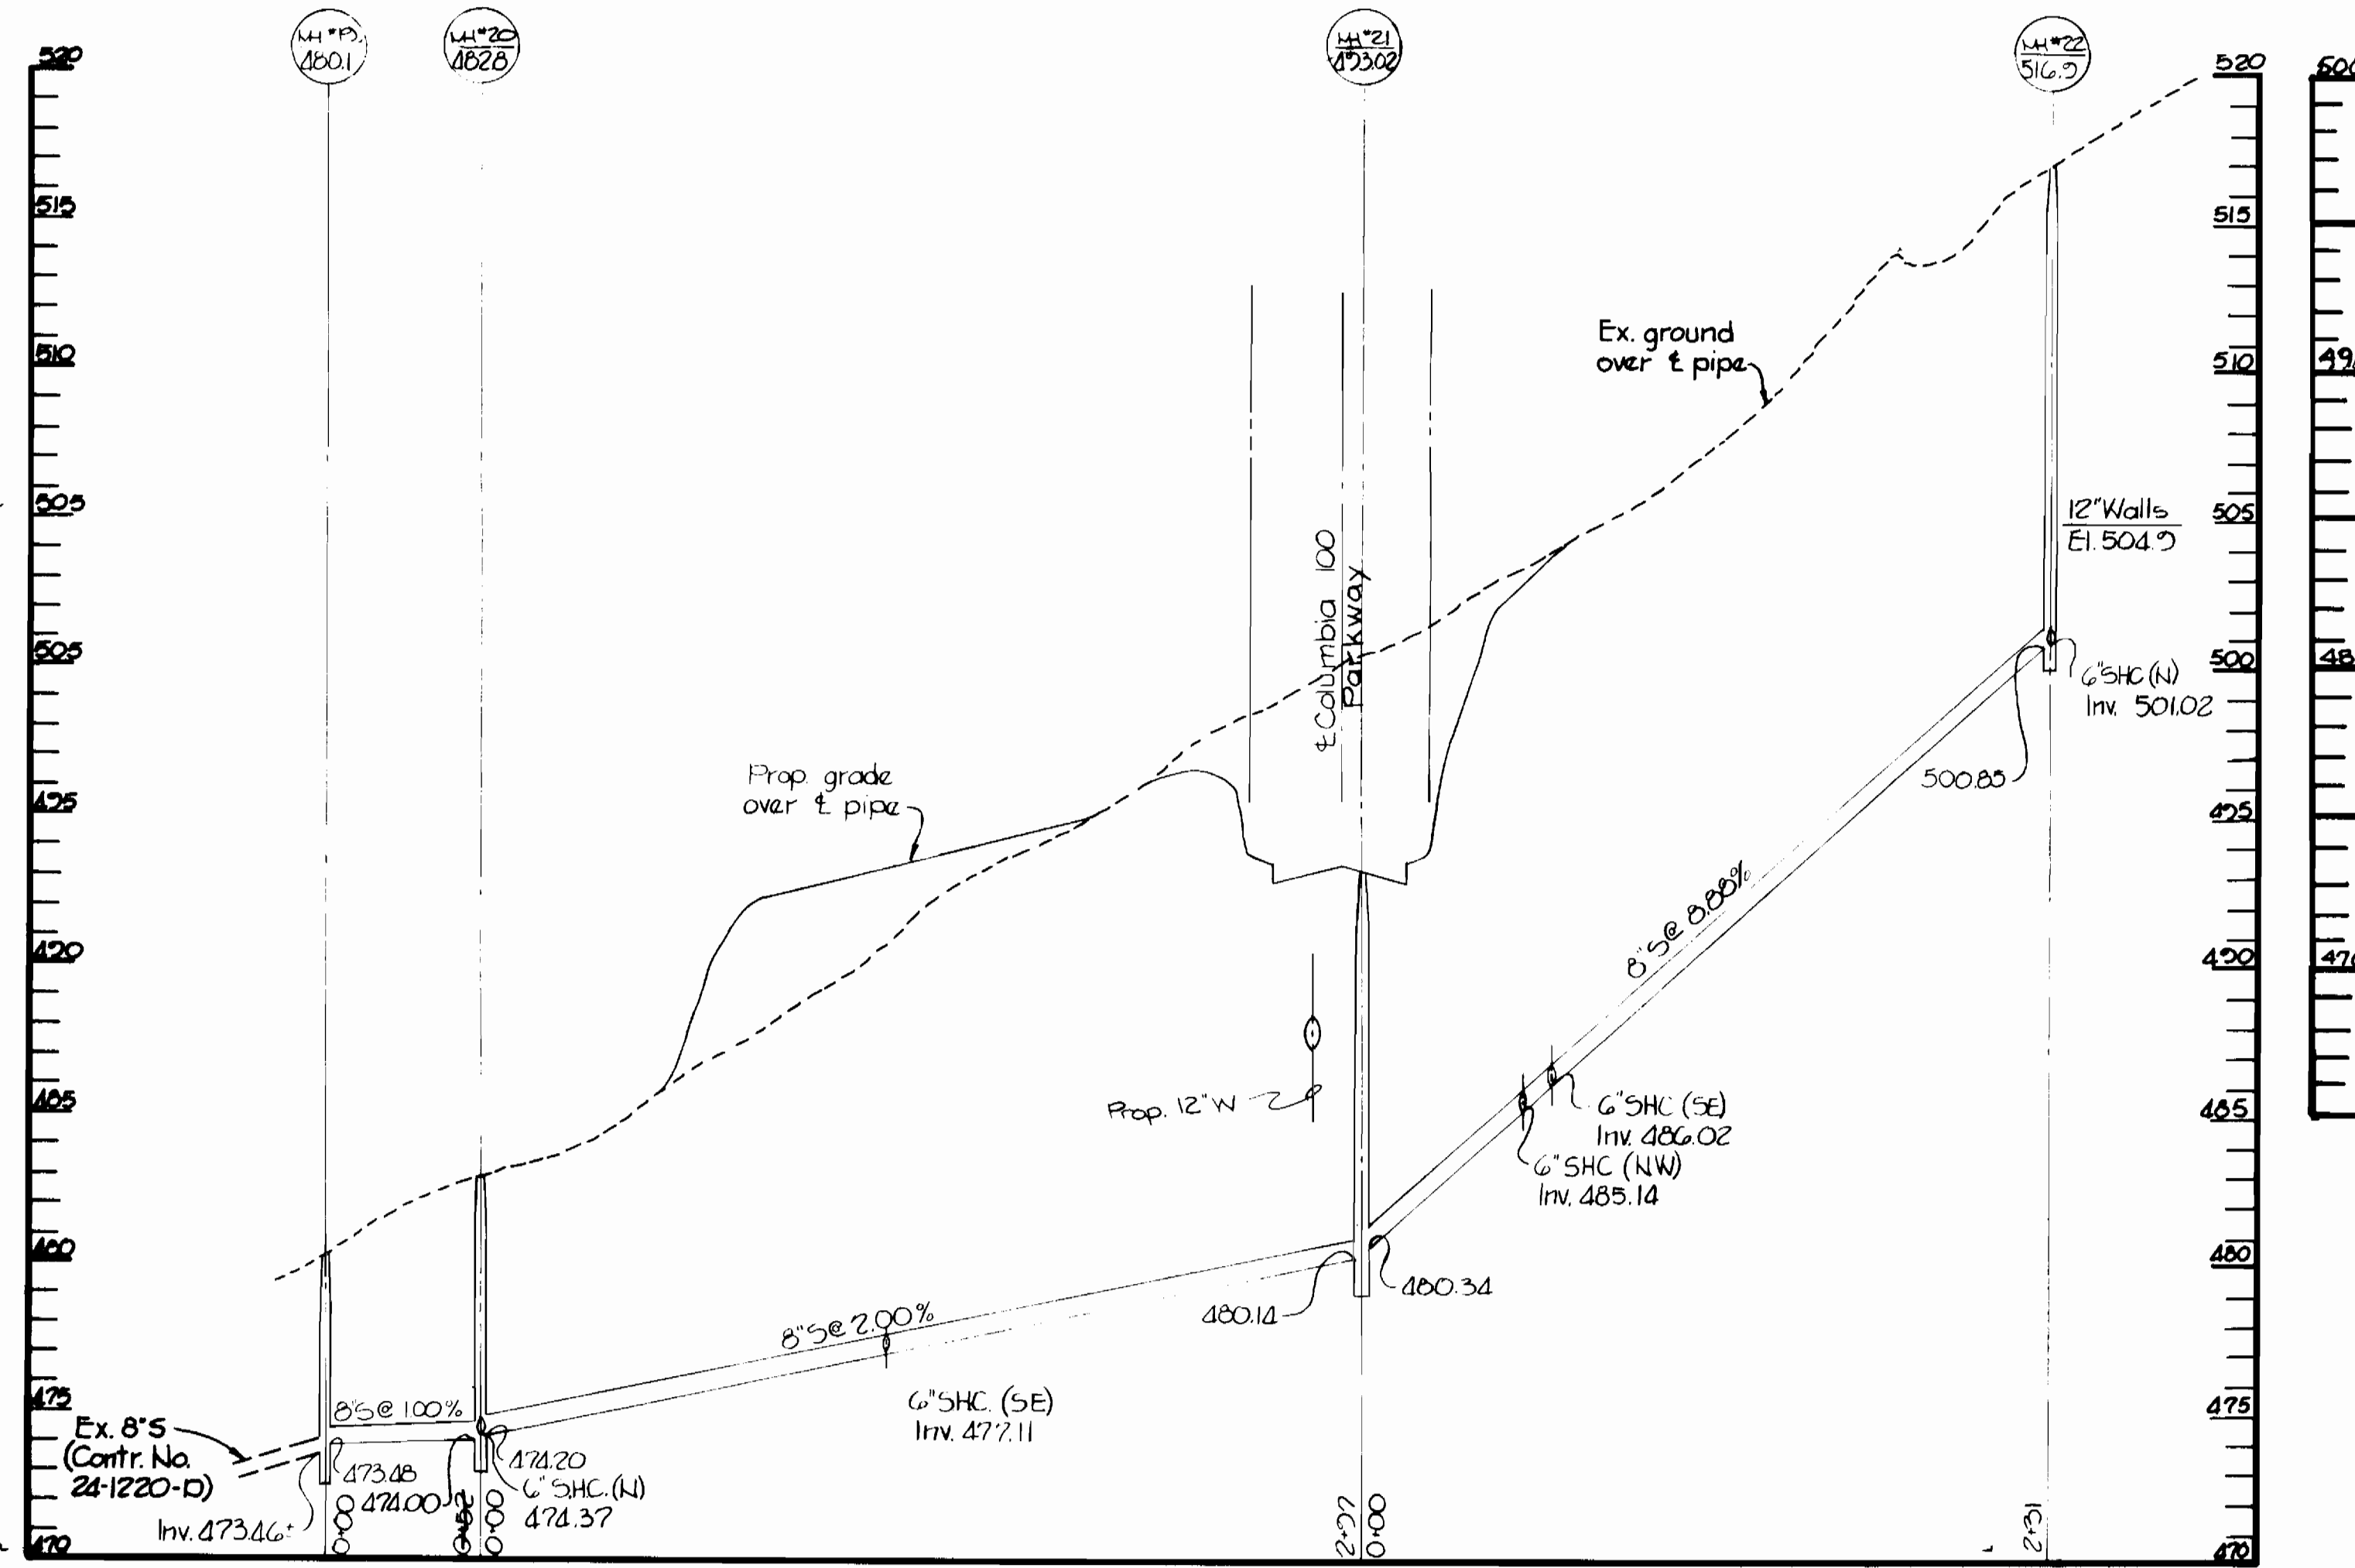 MH #19
480.1
MH #20
482.8
MH #21
493.02
MH #22
516.9
520
515
510
505
505
495
490
485
480
475
470
520
515
510
505
500
495
490
485
480
475
470
Ex. ground
over ℄ pipe
℄ Columbia 100
Parkway
12" Walls
El. 504.9
6" SHC (N)
Inv. 501.02
500.85
Prop. grade
over ℄ pipe
8" S @ 8.88%
Prop. 12" W
6" SHC (SE)
Inv. 486.02
6" SHC (NW)
Inv. 485.14
480.34
480.14
8" S @ 2.00%
6" SHC. (SE)
Inv. 477.11
8" S @ 1.00%
Ex. 8" S
(Contr. No.
24-1220-D)
Inv. 473.46±
473.48
474.00
474.20
6" S.H.C. (N)
474.37
0+00
0+52
0+00
2+97
0+00
2+31